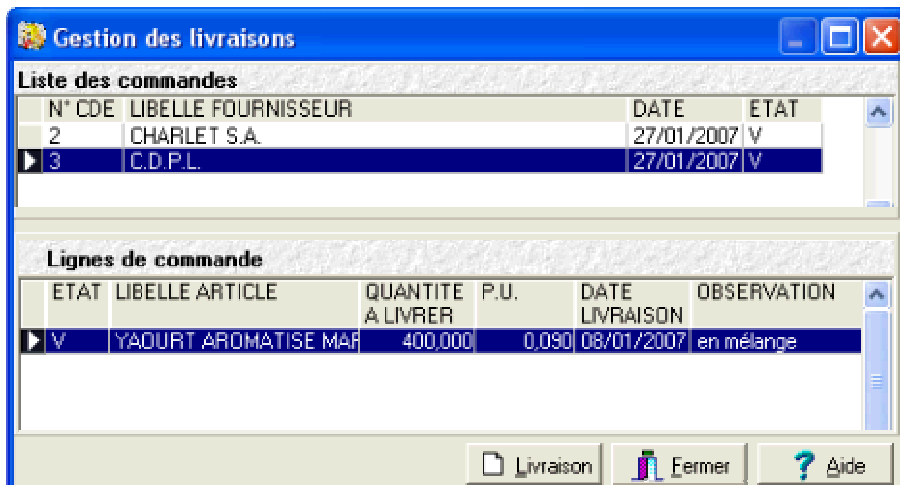 Gestion des livraisons
Liste des commandes
N° CDE LIBELLE FOURNISSEUR DATE ETAT
2 CHARLET S.A. 27/01/2007 V
3 C.D.P.L. 27/01/2007 V
Lignes de commande
ETAT LIBELLE ARTICLE QUANTITE A LIVRER P.U. DATE LIVRAISON OBSERVATION
V YAOURT AROMATISE MAR 400,000 0,090 08/01/2007 en mélange
Livraison Fermer ? Aide